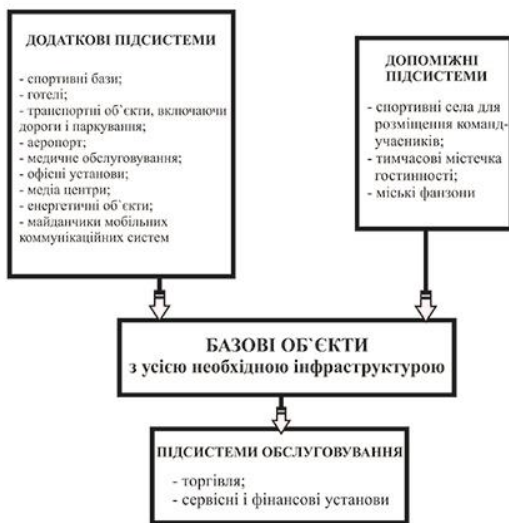 ДОДАТКОВІ ПІДСИСТЕМИ
- спортивні бази;
- готелі;
- транспортні об`єкти, включаючи
дороги і паркування;
- аеропорт;
- медичне обслуговування;
- офісні установи;
- медіа центри;
- енергетичні об`єкти;
- майданчики мобільних
коммунікаційних систем
ДОПОМІЖНІ
ПІДСИСТЕМИ
- спортивні села для
розміщення команд-
учасників;
- тимчасові містечка
гостинності;
- міські фанзони
БАЗОВІ ОБ`ЄКТИ
з усією необхідною інфраструктурою
ПІДСИСТЕМИ ОБСЛУГОВУВАННЯ
- торгівля;
- сервісні і фінансові установи